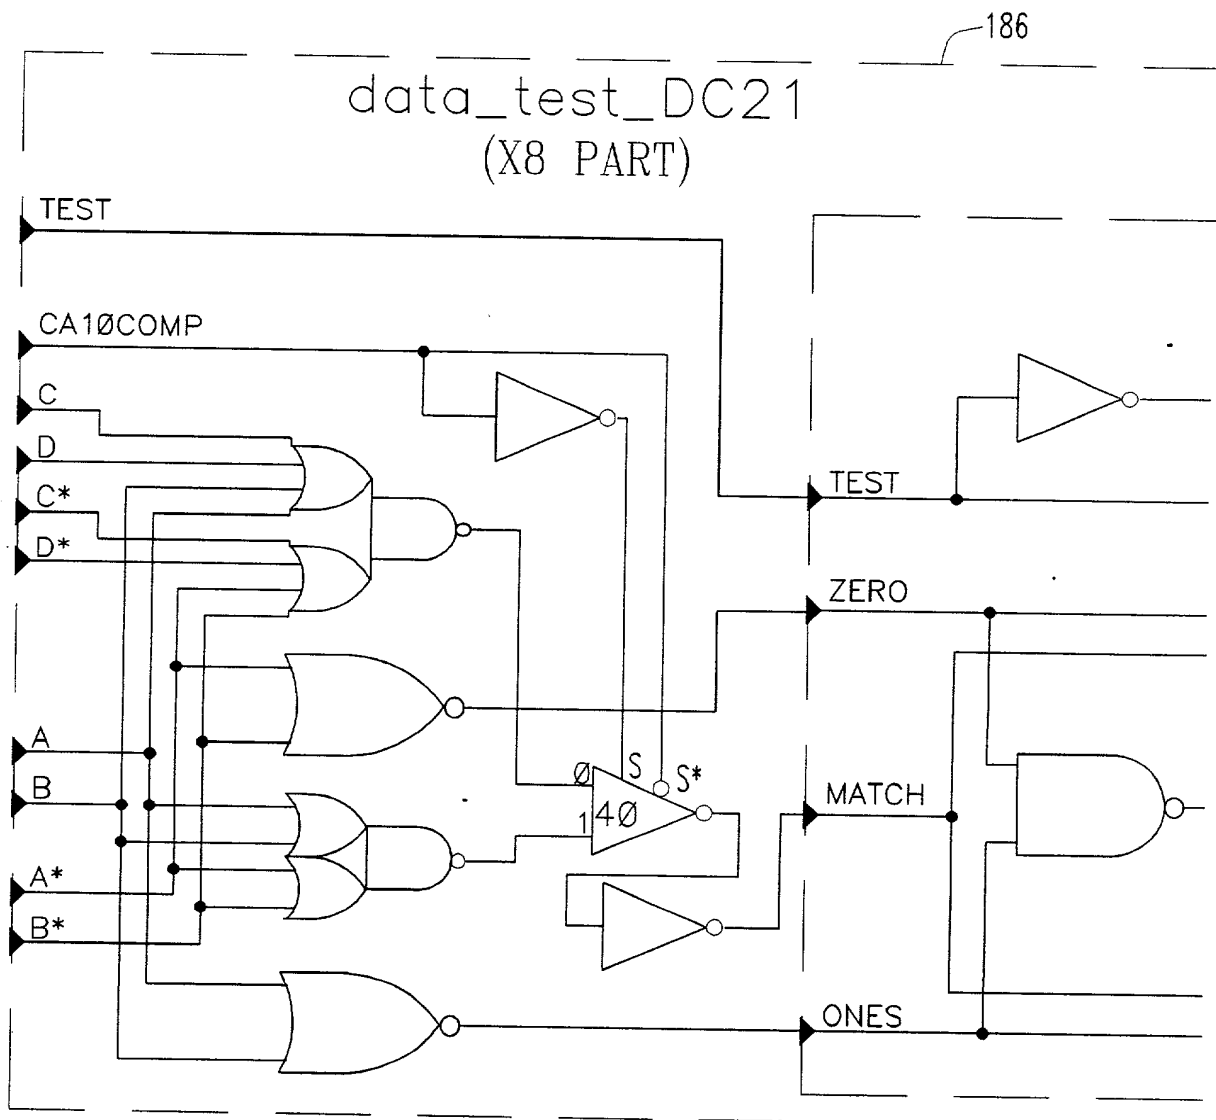 186
data_test_DC21
(X8 PART)
TEST
CA1ØCOMP
C
D
C*
D*
TEST
ZERO
A
B
Ø
S
S*
1
4Ø
MATCH
A*
B*
ONES